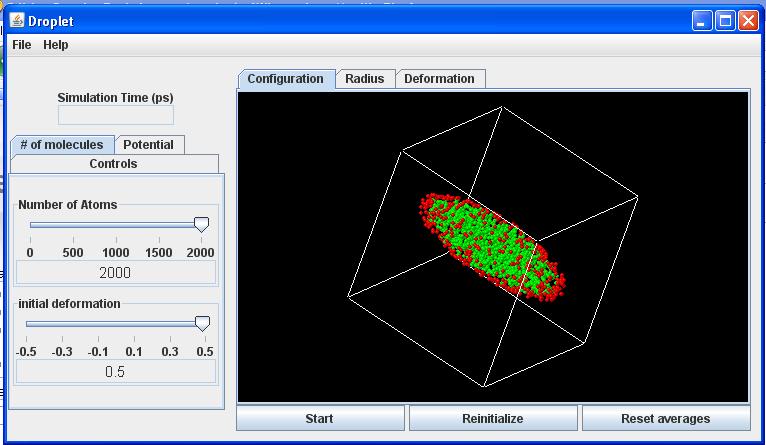 Droplet
File Help
Configuration Radius Deformation
Simulation Time (ps)
# of molecules Potential
Controls
Number of Atoms
0 500 1000 1500 2000
2000
initial deformation
-0.5 -0.3 -0.1 0.1 0.3 0.5
0.5
Start Reinitialize Reset averages